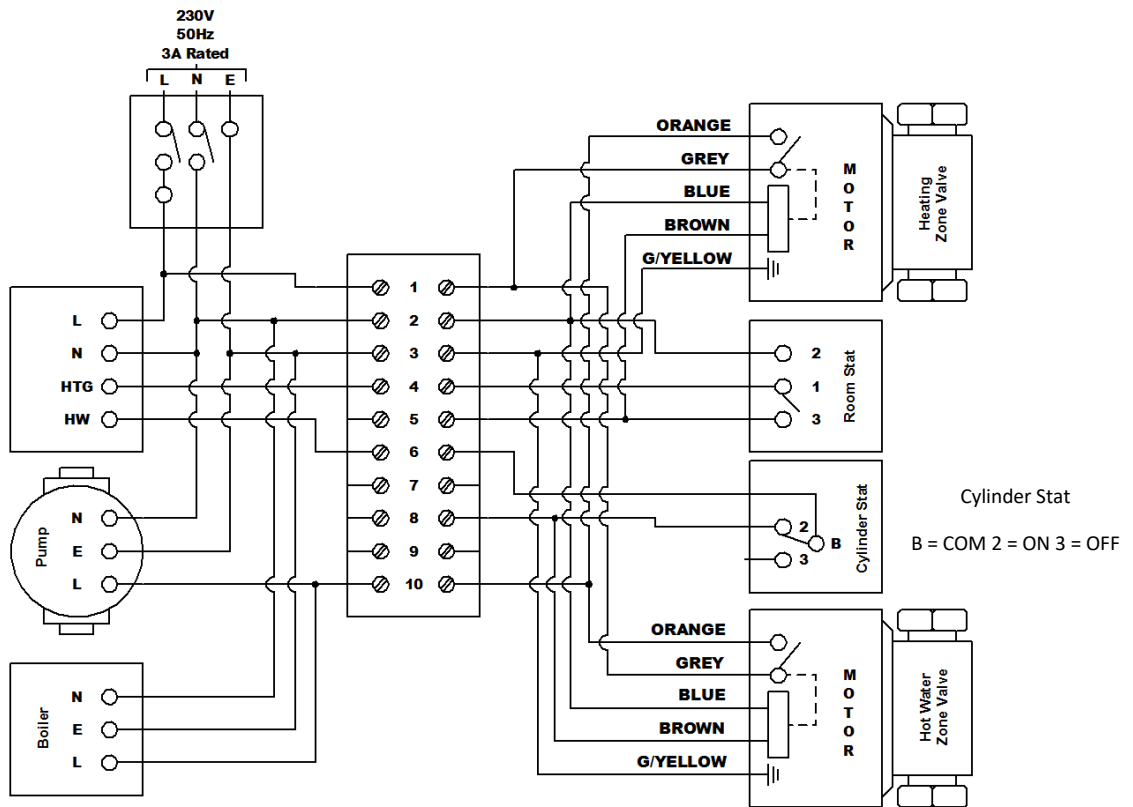 230V
50Hz
3A Rated
L N E
L
N
HTG
HW
Pump
N
E
L
Boiler
N
E
L
1
2
3
4
5
6
7
8
9
10
ORANGE
GREY
BLUE
BROWN
G/YELLOW
MOTOR
Heating
Zone Valve
2
1
3
Room Stat
2
B
3
Cylinder Stat
Cylinder Stat
B = COM 2 = ON 3 = OFF
ORANGE
GREY
BLUE
BROWN
G/YELLOW
MOTOR
Hot Water
Zone Valve